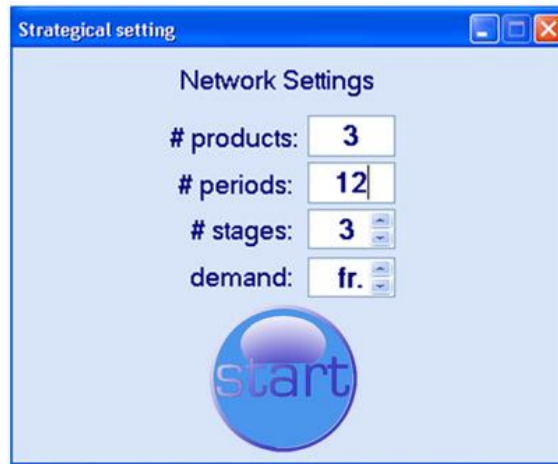 Strategical setting
Network Settings
# products: 3
# periods: 12
# stages: 3
demand: fr.
start